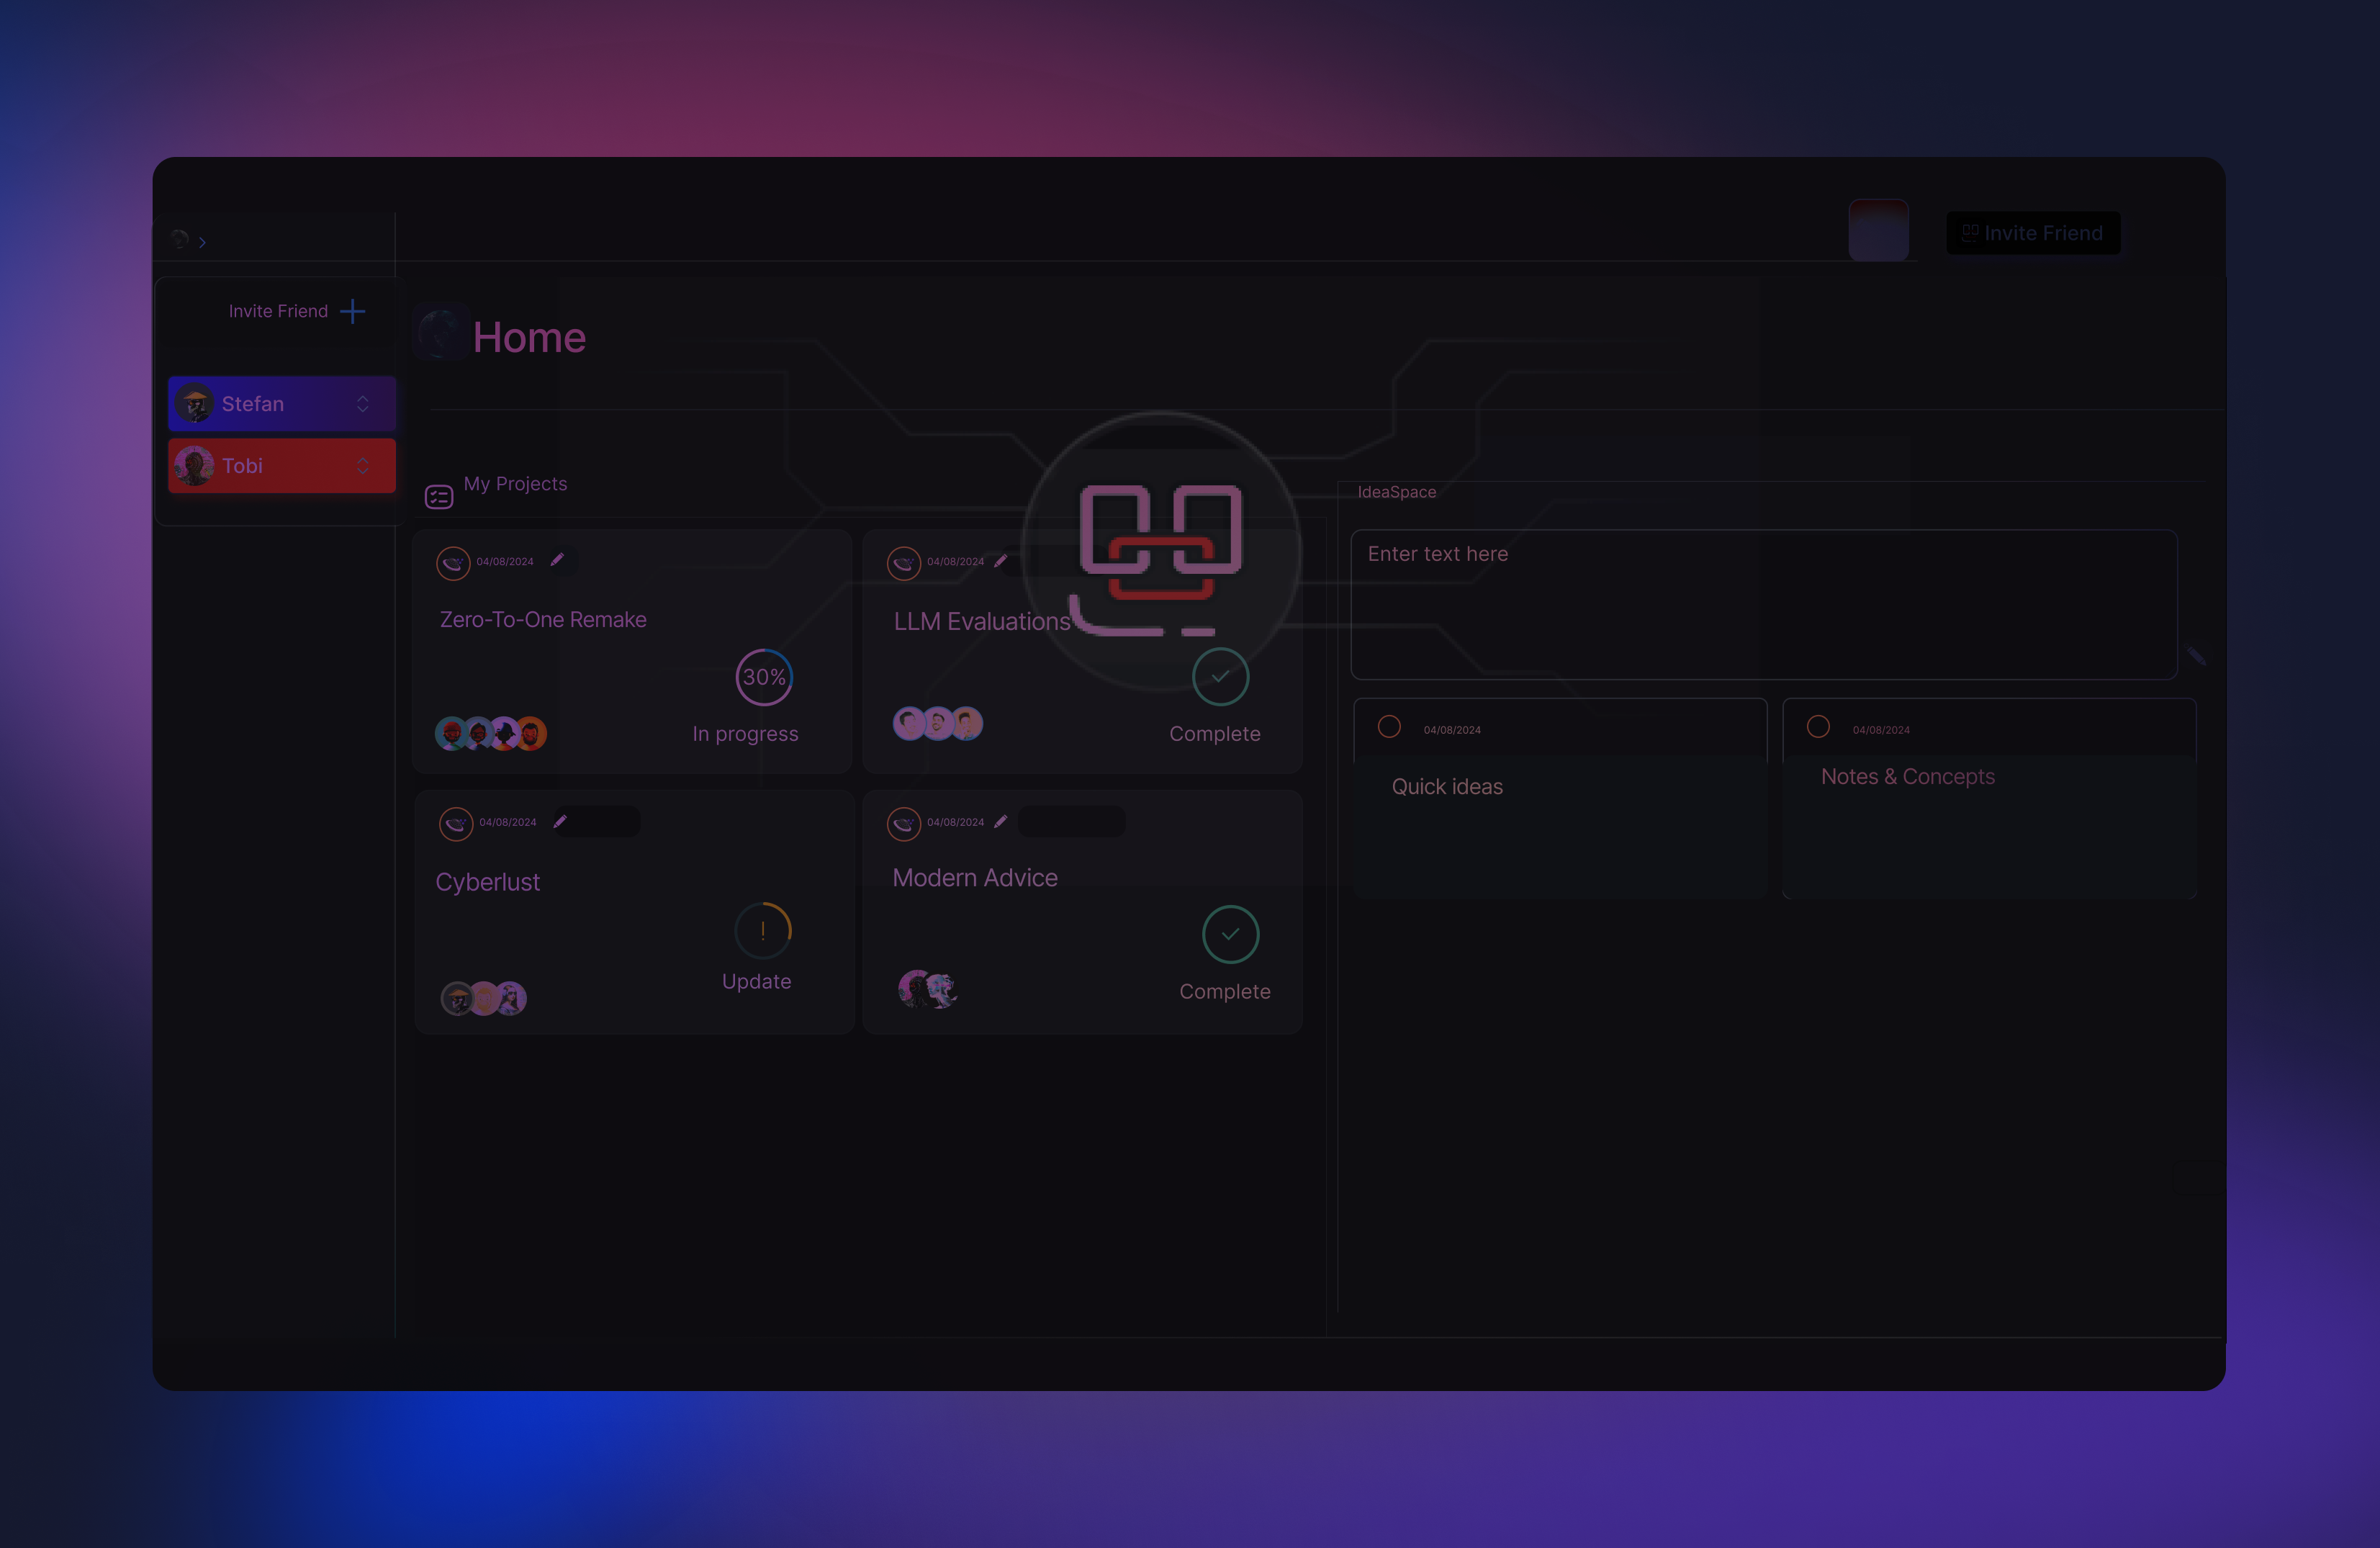 Invite Friend
Invite Friend
Home
Stefan
Tobi
My Projects
IdeaSpace
04/08/2024
04/08/2024
Enter text here
Zero-To-One Remake
LLM Evaluations
30%
In progress
Complete
04/08/2024
04/08/2024
Quick ideas
Notes & Concepts
04/08/2024
04/08/2024
Cyberlust
Modern Advice
!
Update
Complete